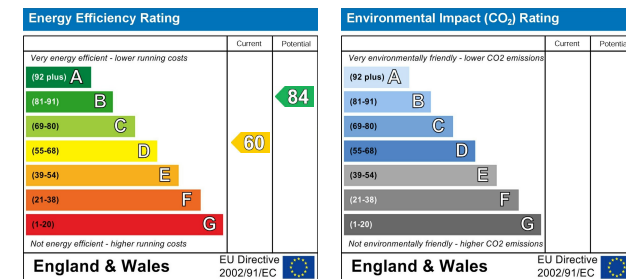 Energy Efficiency Rating
Current Potential
Very energy efficient - lower running costs
(92 plus) A
(81-91) B
(69-80) C
(55-68) D
(39-54) E
(21-38) F
(1-20) G
84
60
Not energy efficient - higher running costs
England & Wales
EU Directive
2002/91/EC
Environmental Impact (CO₂) Rating
Current Potential
Very environmentally friendly - lower CO2 emissions
(92 plus) A
(81-91) B
(69-80) C
(55-68) D
(39-54) E
(21-38) F
(1-20) G
Not environmentally friendly - higher CO2 emissions
England & Wales
EU Directive
2002/91/EC